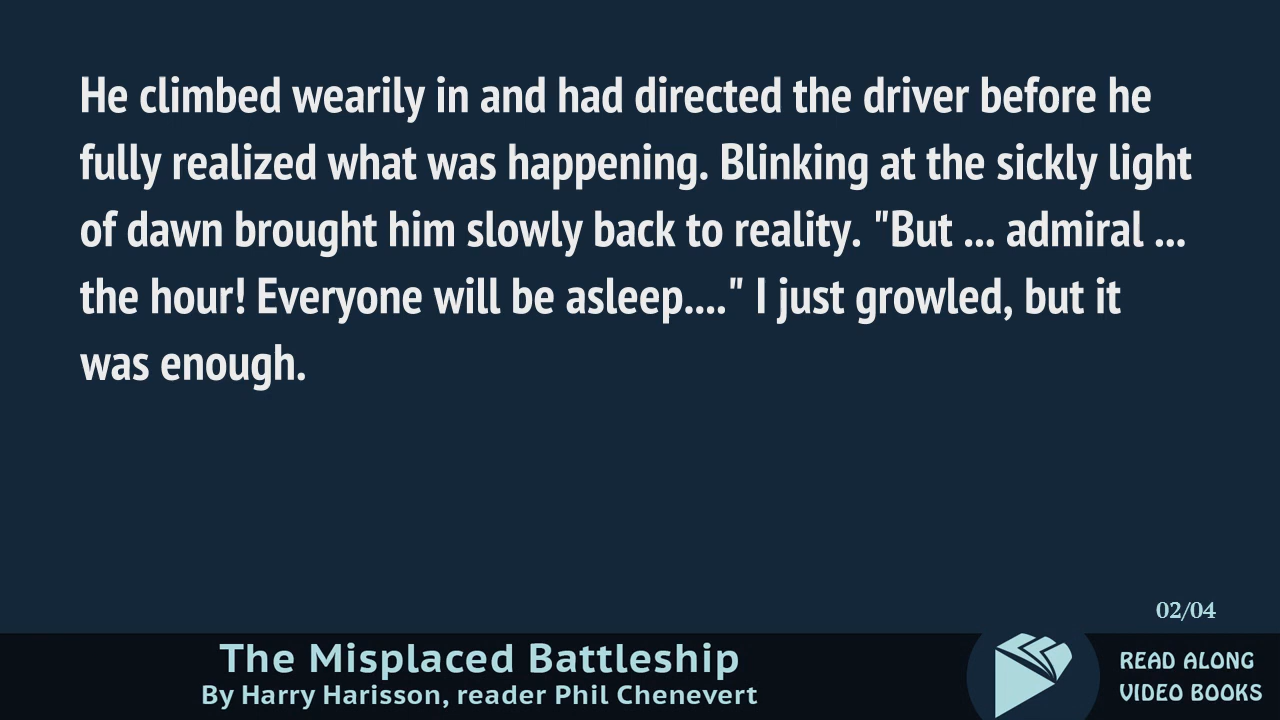 He climbed wearily in and had directed the driver before he
fully realized what was happening. Blinking at the sickly light
of dawn brought him slowly back to reality. "But ... admiral ...
the hour! Everyone will be asleep...." I just growled, but it
was enough.
02/04
The Misplaced Battleship
By Harry Harisson, reader Phil Chenevert
READ ALONG
VIDEO BOOKS